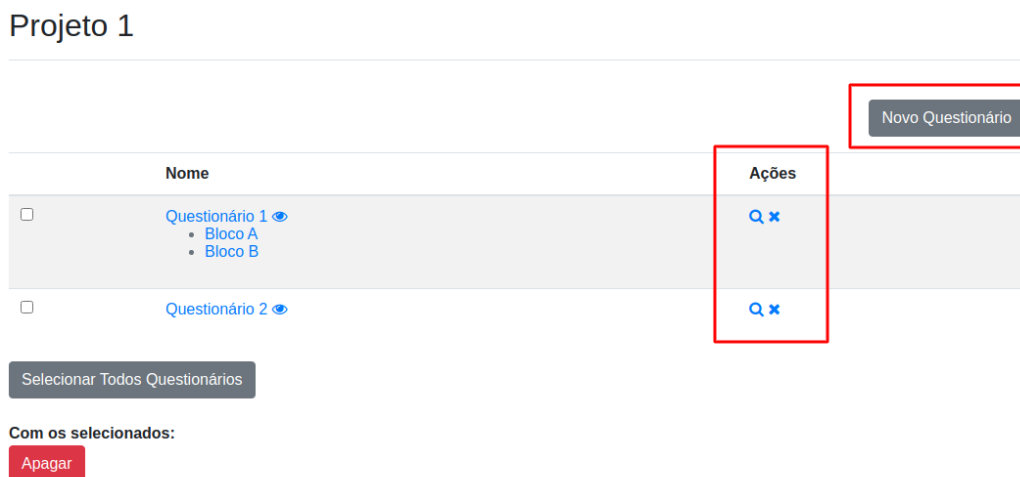 Projeto 1
Novo Questionário
Nome Ações
Questionário 1
Bloco A
Bloco B
Questionário 2
Selecionar Todos Questionários
Com os selecionados:
Apagar